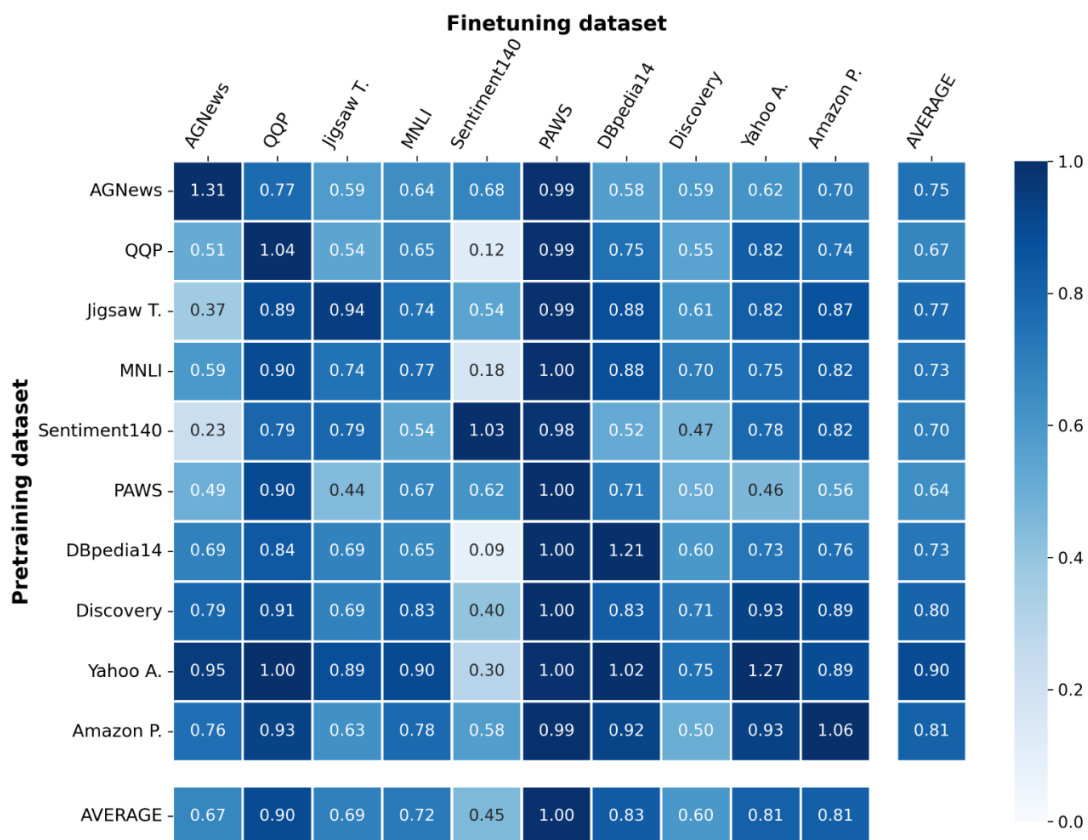 Finetuning dataset
AGNews QQP Jigsaw T. MNLI Sentiment140 PAWS DBpedia14 Discovery Yahoo A. Amazon P. AVERAGE
Pretraining dataset
AGNews 1.31 0.77 0.59 0.64 0.68 0.99 0.58 0.59 0.62 0.70 0.75
QQP 0.51 1.04 0.54 0.65 0.12 0.99 0.75 0.55 0.82 0.74 0.67
Jigsaw T. 0.37 0.89 0.94 0.74 0.54 0.99 0.88 0.61 0.82 0.87 0.77
MNLI 0.59 0.90 0.74 0.77 0.18 1.00 0.88 0.70 0.75 0.82 0.73
Sentiment140 0.23 0.79 0.79 0.54 1.03 0.98 0.52 0.47 0.78 0.82 0.70
PAWS 0.49 0.90 0.44 0.67 0.62 1.00 0.71 0.50 0.46 0.56 0.64
DBpedia14 0.69 0.84 0.69 0.65 0.09 1.00 1.21 0.60 0.73 0.76 0.73
Discovery 0.79 0.91 0.69 0.83 0.40 1.00 0.83 0.71 0.93 0.89 0.80
Yahoo A. 0.95 1.00 0.89 0.90 0.30 1.00 1.02 0.75 1.27 0.89 0.90
Amazon P. 0.76 0.93 0.63 0.78 0.58 0.99 0.92 0.50 0.93 1.06 0.81
AVERAGE 0.67 0.90 0.69 0.72 0.45 1.00 0.83 0.60 0.81 0.81
1.0
0.8
0.6
0.4
0.2
0.0